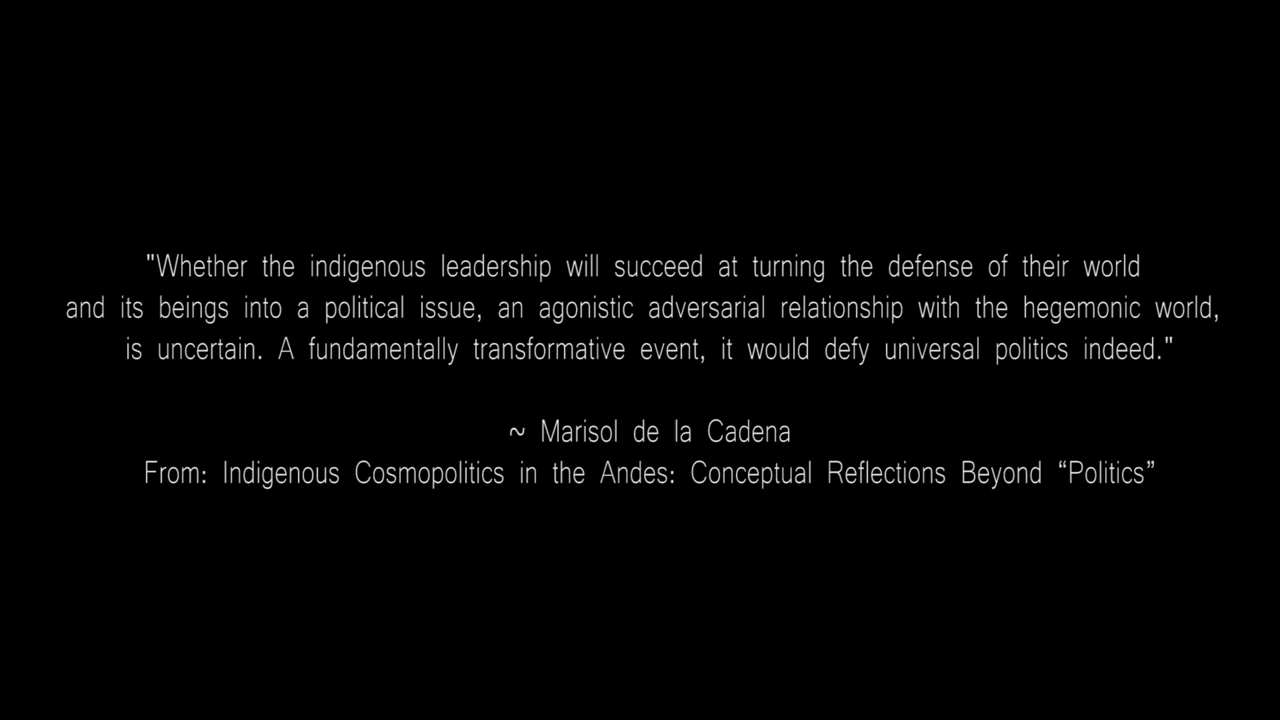 "Whether the indigenous leadership will succeed at turning the defense of their world
and its beings into a political issue, an agonistic adversarial relationship with the hegemonic world,
is uncertain. A fundamentally transformative event, it would defy universal politics indeed."
~ Marisol de la Cadena
From: Indigenous Cosmopolitics in the Andes: Conceptual Reflections Beyond “Politics”